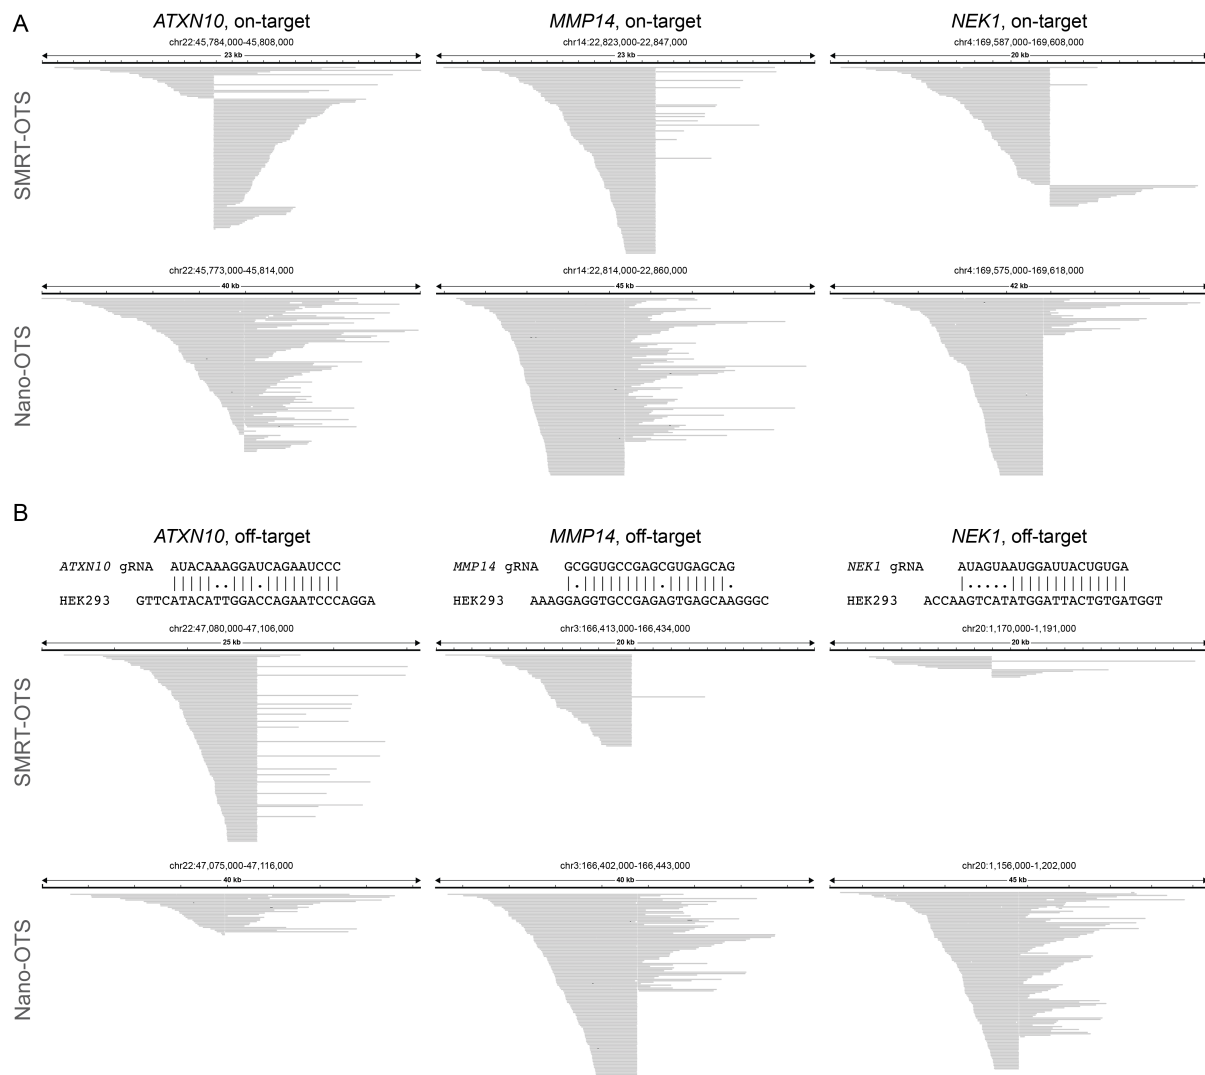 A
ATXN10, on-target
MMP14, on-target
NEK1, on-target
chr22:45,784,000-45,808,000
chr14:22,823,000-22,847,000
chr4:169,587,000-169,608,000
23 kb
23 kb
20 kb
SMRT-OTS
chr22:45,773,000-45,814,000
chr14:22,814,000-22,860,000
chr4:169,575,000-169,618,000
40 kb
45 kb
42 kb
Nano-OTS
B
ATXN10, off-target
MMP14, off-target
NEK1, off-target
ATXN10 gRNA AUACAAAGGAUCAGAAUCCC
MMP14 gRNA GCGGUGCCGAGCGUGAGCAG
NEK1 gRNA AUAGUAAUGGAUUACUGUGA
HEK293 GTTCATACATTGGACCAGAATCCCAGGA
HEK293 AAAGGAGGTGCCGAGAGTGAGCAAGGGC
HEK293 ACCAAGTCATATGGATTACTGTGATGGT
chr22:47,080,000-47,106,000
chr3:166,413,000-166,434,000
chr20:1,170,000-1,191,000
25 kb
20 kb
20 kb
SMRT-OTS
chr22:47,075,000-47,116,000
chr3:166,402,000-166,443,000
chr20:1,156,000-1,202,000
40 kb
40 kb
45 kb
Nano-OTS